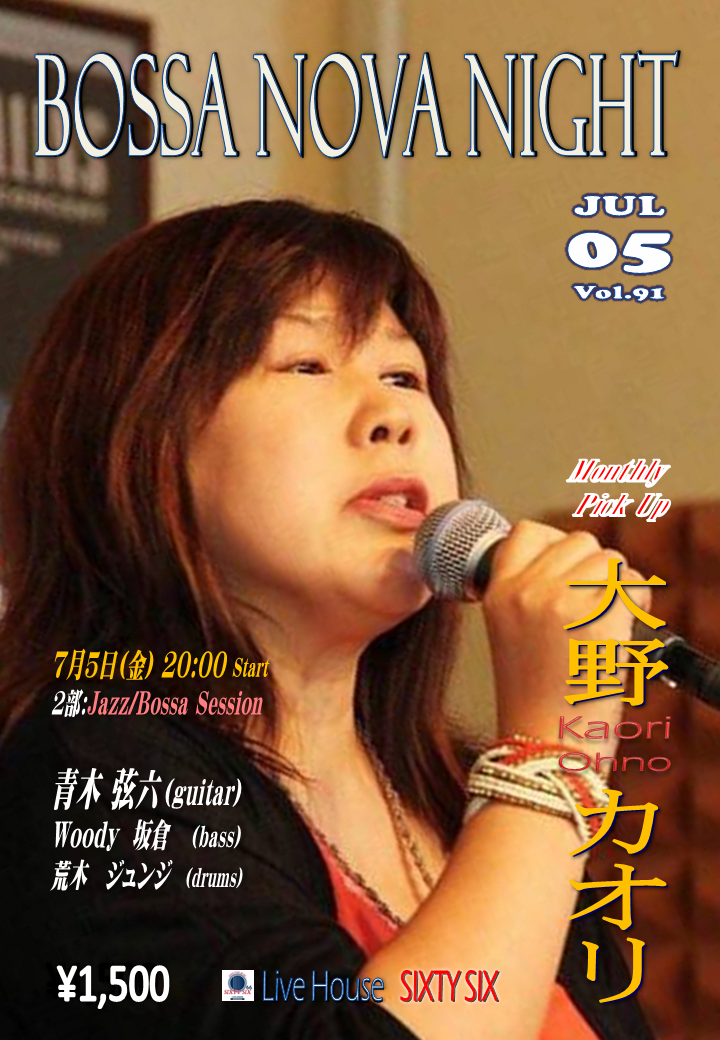 BOSSA NOVA NIGHT
JUL
05
Vol.91
Monthly
Pick Up
大野
Kaori
Ohno
カオリ
7月5日(金) 20:00 Start
2部:Jazz/Bossa Session
青木 弦六 (guitar)
Woody 坂倉 (bass)
荒木 ジュンジ (drums)
¥1,500
SIXTY SIX
Live House SIXTY SIX